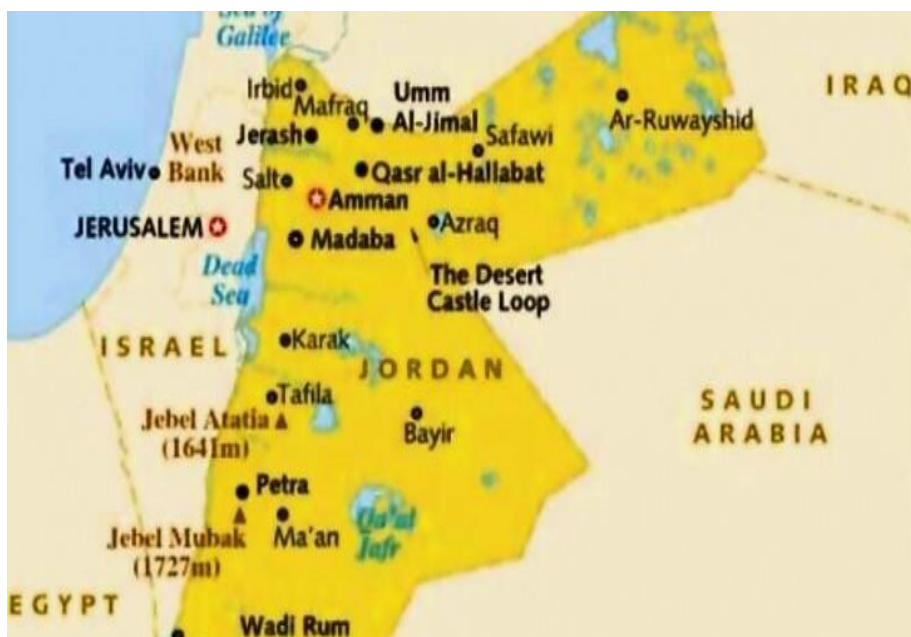 Sea of
Galilee
IRAQ
Irbid
Mafraq
Umm
Al-Jimal
Ar-Ruwayshid
Jerash
Safawi
West
Bank
Tel Aviv
Qasr al-Hallabat
Salt
Amman
JERUSALEM
Azraq
Madaba
Dead
Sea
The Desert
Castle Loop
ISRAEL
Karak
JORDAN
Tafila
SAUDI
ARABIA
Jebel Atatia
(1641m)
Bayir
Petra
Qa'al
Jafr
Jebel Mubak
(1727m)
Ma'an
EGYPT
Wadi Rum